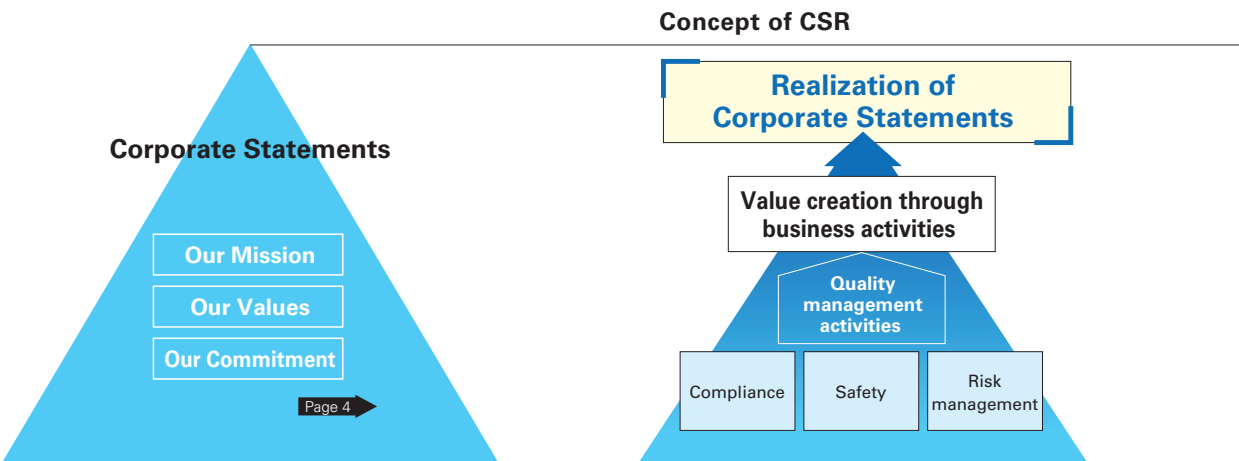 Concept of CSR
Corporate Statements
Our Mission
Our Values
Our Commitment
Page 4
Realization of
Corporate Statements
Value creation through
business activities
Quality
management
activities
Compliance
Safety
Risk
management